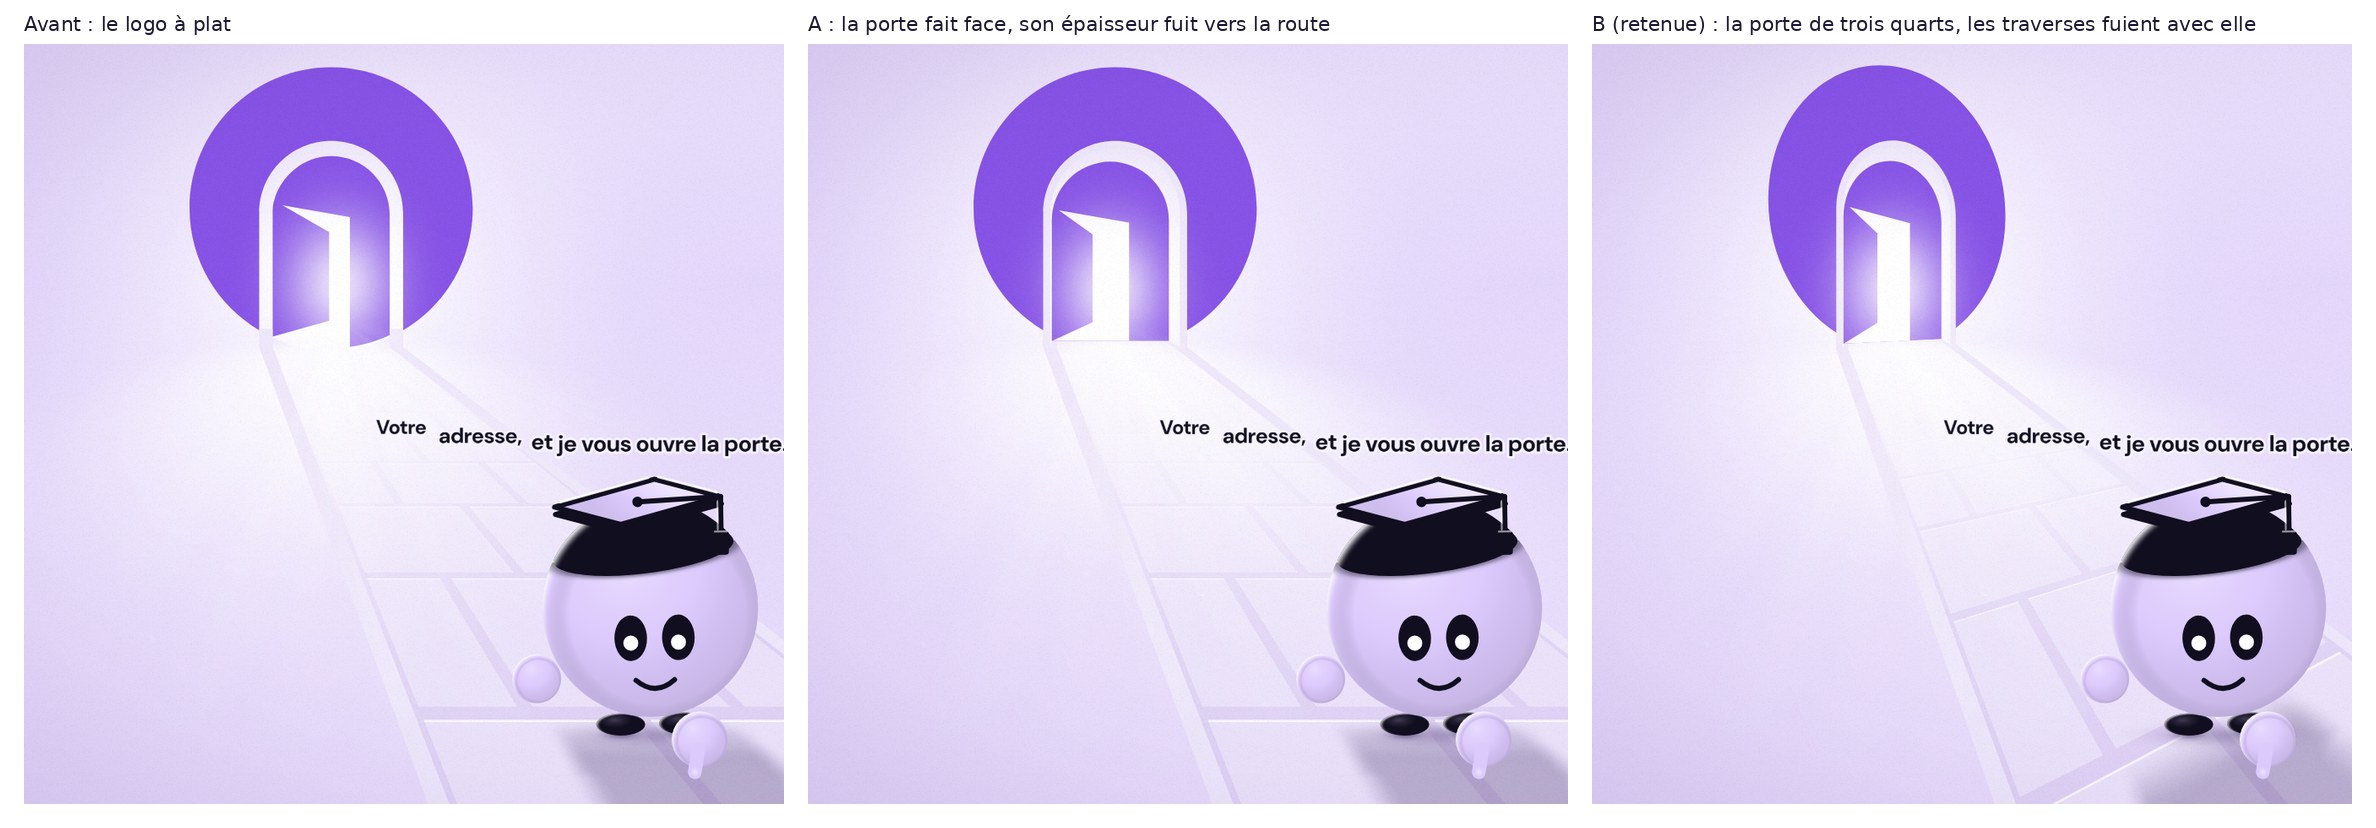 Avant : le logo à plat
A : la porte fait face, son épaisseur fuit vers la route
B (retenue) : la porte de trois quarts, les traverses fuient avec elle
Votre adresse, et je vous ouvre la porte.
Votre adresse, et je vous ouvre la porte.
Votre adresse, et je vous ouvre la porte.